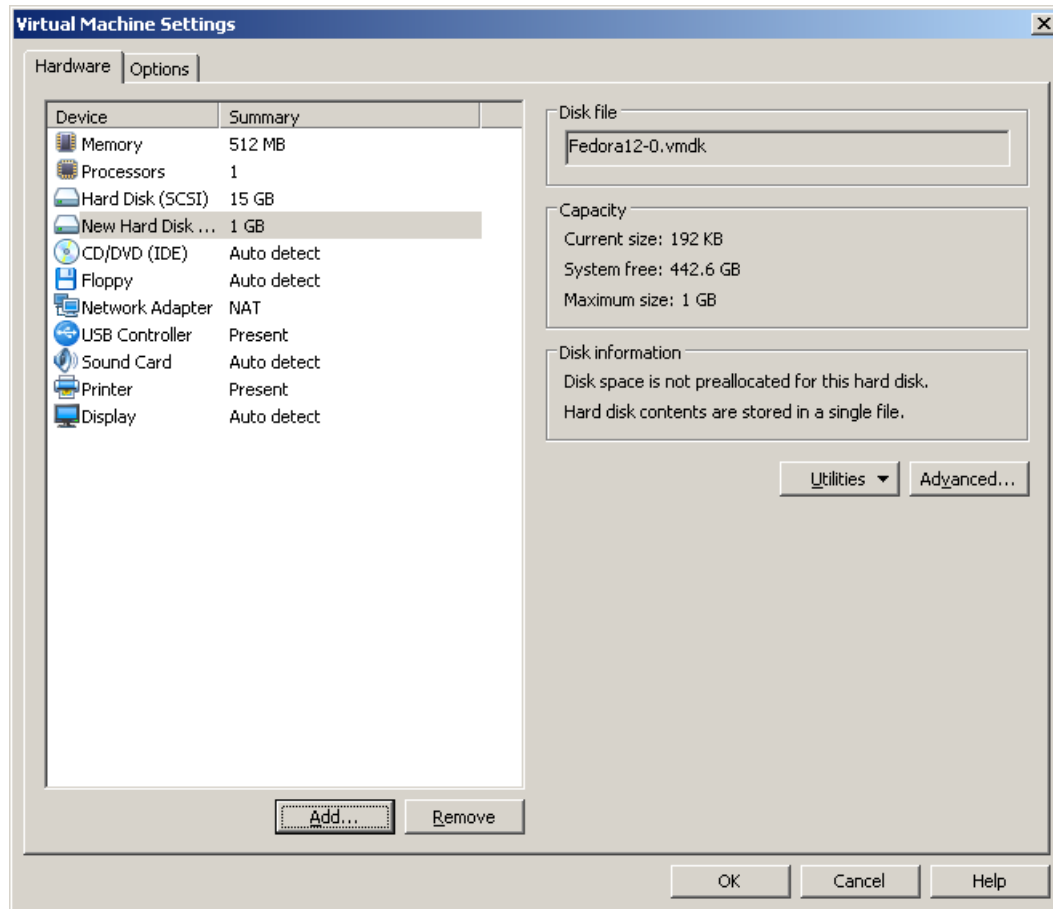 Virtual Machine Settings
Hardware Options
Device Summary
Memory 512 MB
Processors 1
Hard Disk (SCSI) 15 GB
New Hard Disk ... 1 GB
CD/DVD (IDE) Auto detect
Floppy Auto detect
Network Adapter NAT
USB Controller Present
Sound Card Auto detect
Printer Present
Display Auto detect
Add... Remove
Disk file
Fedora12-0.vmdk
Capacity
Current size: 192 KB
System free: 442.6 GB
Maximum size: 1 GB
Disk information
Disk space is not preallocated for this hard disk.
Hard disk contents are stored in a single file.
Utilities Advanced...
OK Cancel Help